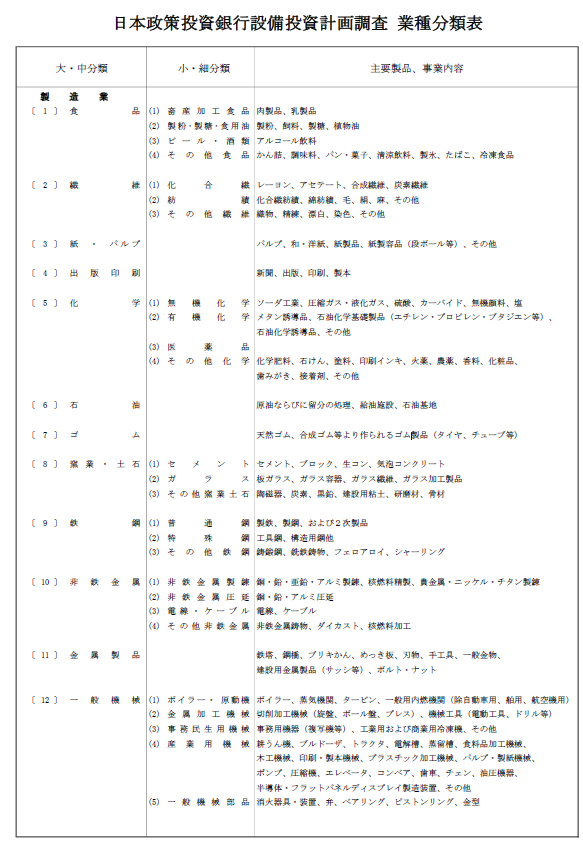 日本政策投資銀行設備投資計画調査 業種分類表
大・中分類 小・細分類 主要製品、事業内容
製造業
〔1〕食品 (1) 畜産加工食品 肉製品、乳製品
(2) 製粉・製糖・食用油 製粉、飼料、製糖、植物油
(3) ビール・酒類 アルコール飲料
(4) その他食品 かん詰、調味料、パン・菓子、清涼飲料、製氷、たばこ、冷凍食品
〔2〕繊維 (1) 化合繊 レーヨン、アセテート、合成繊維、炭素繊維
(2) 紡績 化合繊紡績、綿紡績、毛、絹、麻、その他
(3) その他繊維 織物、精練、漂白、染色、その他
〔3〕紙・パルプ パルプ、和・洋紙、紙製品、紙製容品（段ボール等）、その他
〔4〕出版印刷 新聞、出版、印刷、製本
〔5〕化学 (1) 無機化学 ソーダ工業、圧縮ガス・液化ガス、硫酸、カーバイド、無機顔料、塩
(2) 有機化学 メタン誘導品、石油化学基礎製品（エチレン・プロピレン・ブタジエン等）、
石油化学誘導品、その他
(3) 医薬品
(4) その他化学 化学肥料、石けん、塗料、印刷インキ、火薬、農薬、香料、化粧品、
歯みがき、接着剤、その他
〔6〕石油 原油ならびに留分の処理、給油施設、石油基地
〔7〕ゴム 天然ゴム、合成ゴム等より作られるゴム製品（タイヤ、チューブ等）
〔8〕窯業・土石 (1) セメント セメント、ブロック、生コン、気泡コンクリート
(2) ガラス 板ガラス、ガラス容器、ガラス繊維、ガラス加工製品
(3) その他窯業土石 陶磁器、炭素、黒鉛、建設用粘土、研磨材、骨材
〔9〕鉄鋼 (1) 普通鋼 製鉄、製鋼、および２次製品
(2) 特殊鋼 工具鋼、構造用鋼他
(3) その他鉄鋼 鋳鍛鋼、銑鉄鋳物、フェロアロイ、シャーリング
〔10〕非鉄金属 (1) 非鉄金属製錬 銅・鉛・亜鉛・アルミ製錬、核燃料精製、貴金属・ニッケル・チタン製錬
(2) 非鉄金属圧延 銅・鉛・アルミ圧延
(3) 電線・ケーブル 電線、ケーブル
(4) その他非鉄金属 非鉄金属鋳物、ダイカスト、核燃料加工
〔11〕金属製品 鉄塔、鋼橋、ブリキかん、めっき板、刃物、手工具、一般金物、
建設用金属製品（サッシ等）、ボルト・ナット
〔12〕一般機械 (1) ボイラー・原動機 ボイラー、蒸気機関、タービン、一般用内燃機関（除自動車用、舶用、航空機用）
(2) 金属加工機械 切削加工機械（旋盤、ボール盤、プレス）、機械工具（電動工具、ドリル等）
(3) 事務民生用機械 事務用機器（複写機等）、工業用および商業用冷凍機、その他
(4) 産業用機械 耕うん機、ブルドーザ、トラクタ、電解槽、蒸留槽、食料品加工機械、
木工機械、印刷・製本機械、プラスチック加工機械、パルプ・製紙機械、
ポンプ、圧縮機、エレベータ、コンベア、歯車、チェン、油圧機器、
半導体・フラットパネルディスプレイ製造装置、その他
(5) 一般機械部品 消火器具・装置、弁、ベアリング、ピストンリング、金型